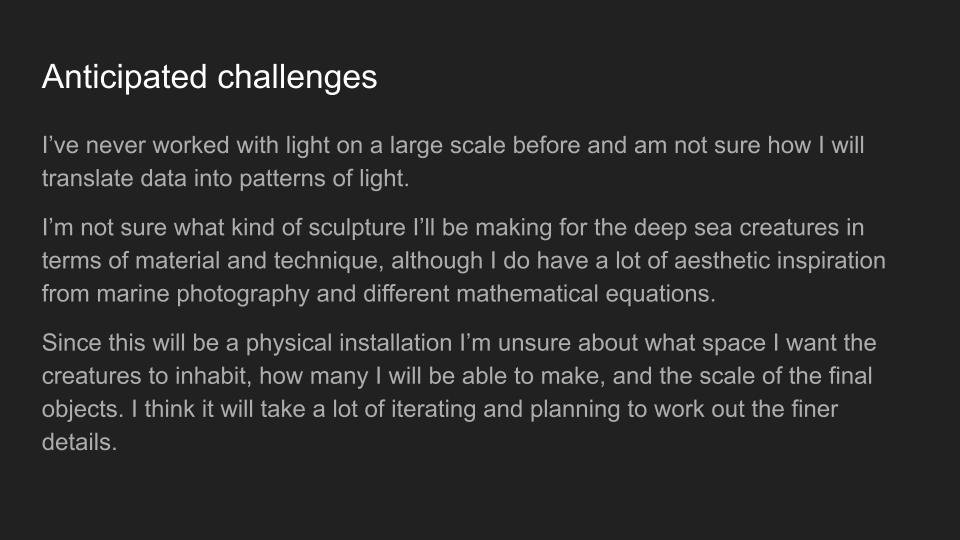 Anticipated challenges
I’ve never worked with light on a large scale before and am not sure how I will
translate data into patterns of light.
I’m not sure what kind of sculpture I’ll be making for the deep sea creatures in
terms of material and technique, although I do have a lot of aesthetic inspiration
from marine photography and different mathematical equations.
Since this will be a physical installation I’m unsure about what space I want the
creatures to inhabit, how many I will be able to make, and the scale of the final
objects. I think it will take a lot of iterating and planning to work out the finer
details.